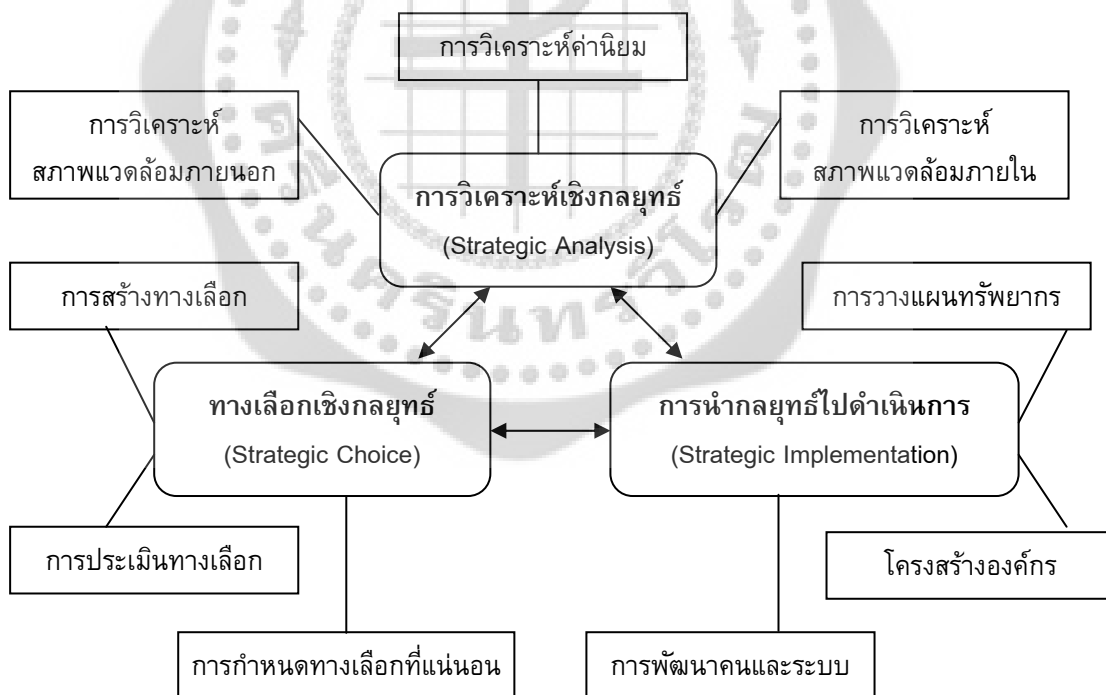 การวิเคราะห์ค่านิยม
การวิเคราะห์
สภาพแวดล้อมภายนอก
การวิเคราะห์
สภาพแวดล้อมภายใน
การวิเคราะห์เชิงกลยุทธ์
(Strategic Analysis)
การสร้างทางเลือก
การวางแผนทรัพยากร
ทางเลือกเชิงกลยุทธ์
(Strategic Choice)
การนำกลยุทธ์ไปดำเนินการ
(Strategic Implementation)
การประเมินทางเลือก
โครงสร้างองค์กร
การกำหนดทางเลือกที่แน่นอน
การพัฒนาคนและระบบ